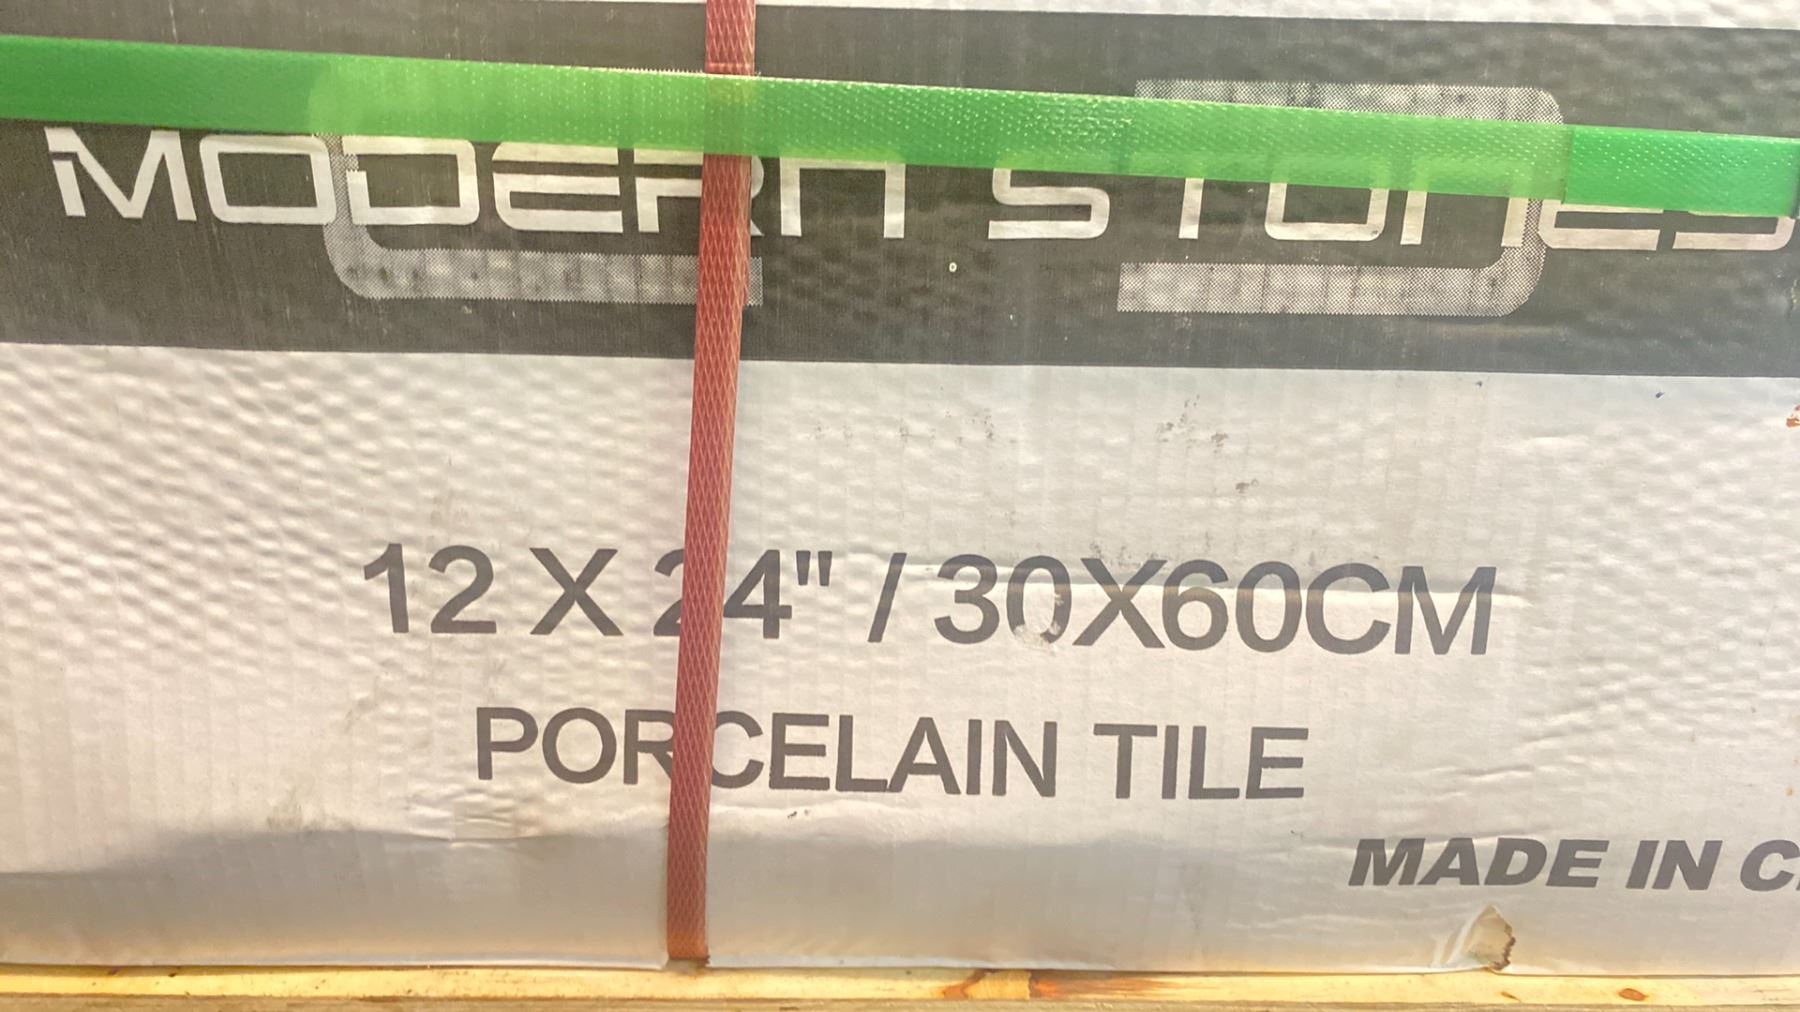 MODERN STONES
12 X 24" / 30X60CM
PORCELAIN TILE
MADE IN